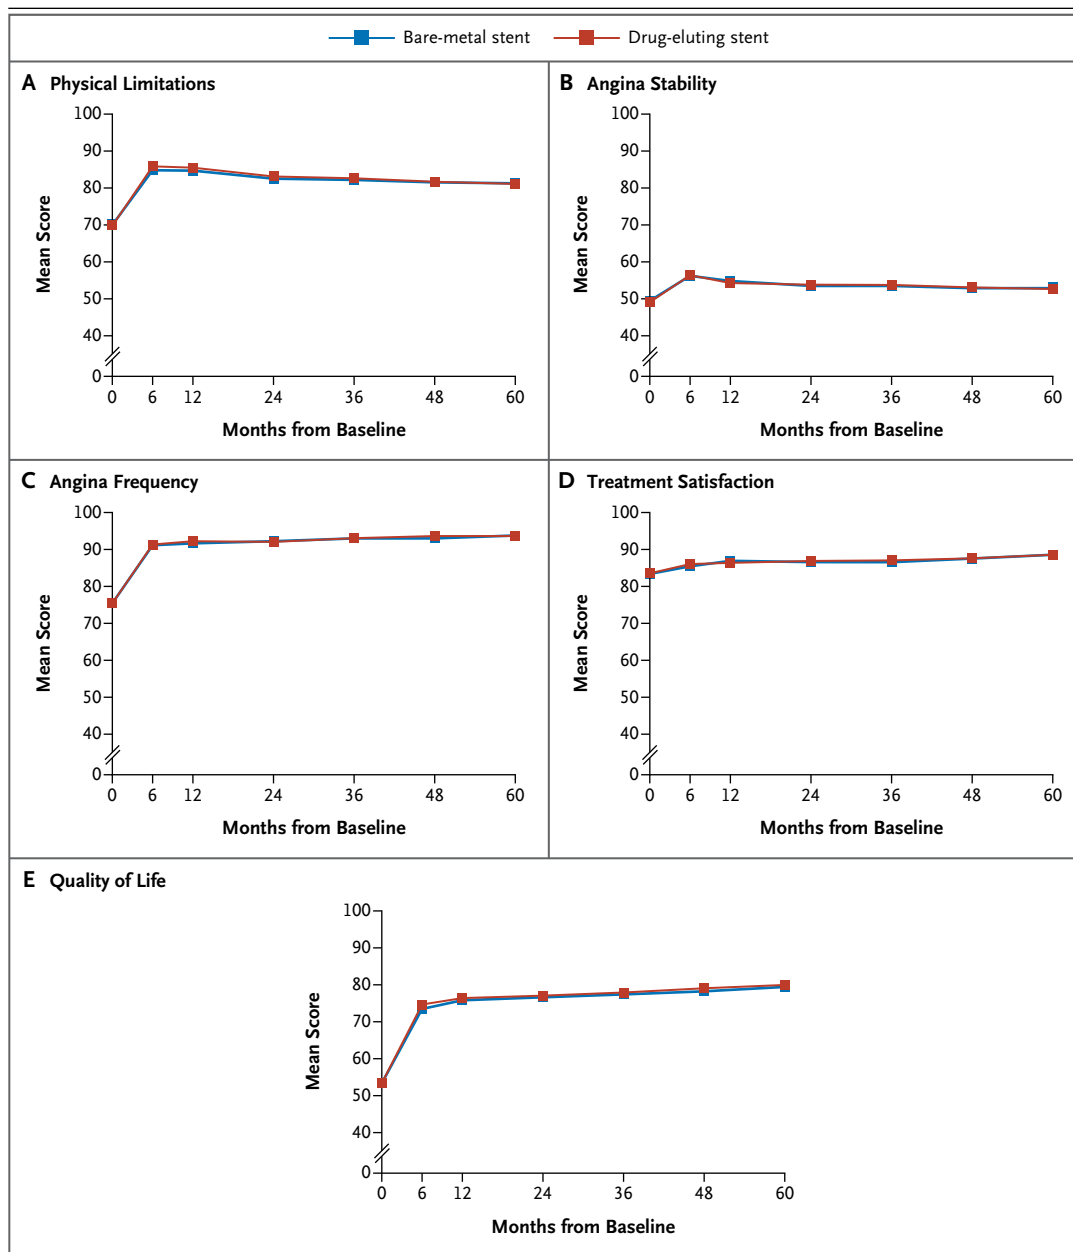 Bare-metal stent Drug-eluting stent
A Physical Limitations
100
90
80
70
60
50
40
0
Mean Score
0 6 12 24 36 48 60
Months from Baseline
B Angina Stability
100
90
80
70
60
50
40
0
Mean Score
0 6 12 24 36 48 60
Months from Baseline
C Angina Frequency
100
90
80
70
60
50
40
0
Mean Score
0 6 12 24 36 48 60
Months from Baseline
D Treatment Satisfaction
100
90
80
70
60
50
40
0
Mean Score
0 6 12 24 36 48 60
Months from Baseline
E Quality of Life
100
90
80
70
60
50
40
0
Mean Score
0 6 12 24 36 48 60
Months from Baseline